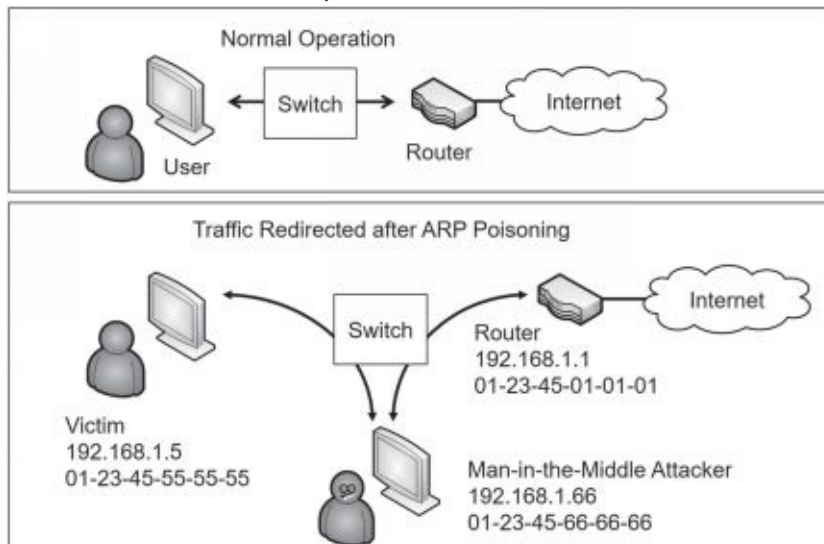 Normal Operation
Switch
Internet
User
Router
Traffic Redirected after ARP Poisoning
Switch
Internet
Router
192.168.1.1
01-23-45-01-01-01
Victim
192.168.1.5
01-23-45-55-55-55
Man-in-the-Middle Attacker
192.168.1.66
01-23-45-66-66-66